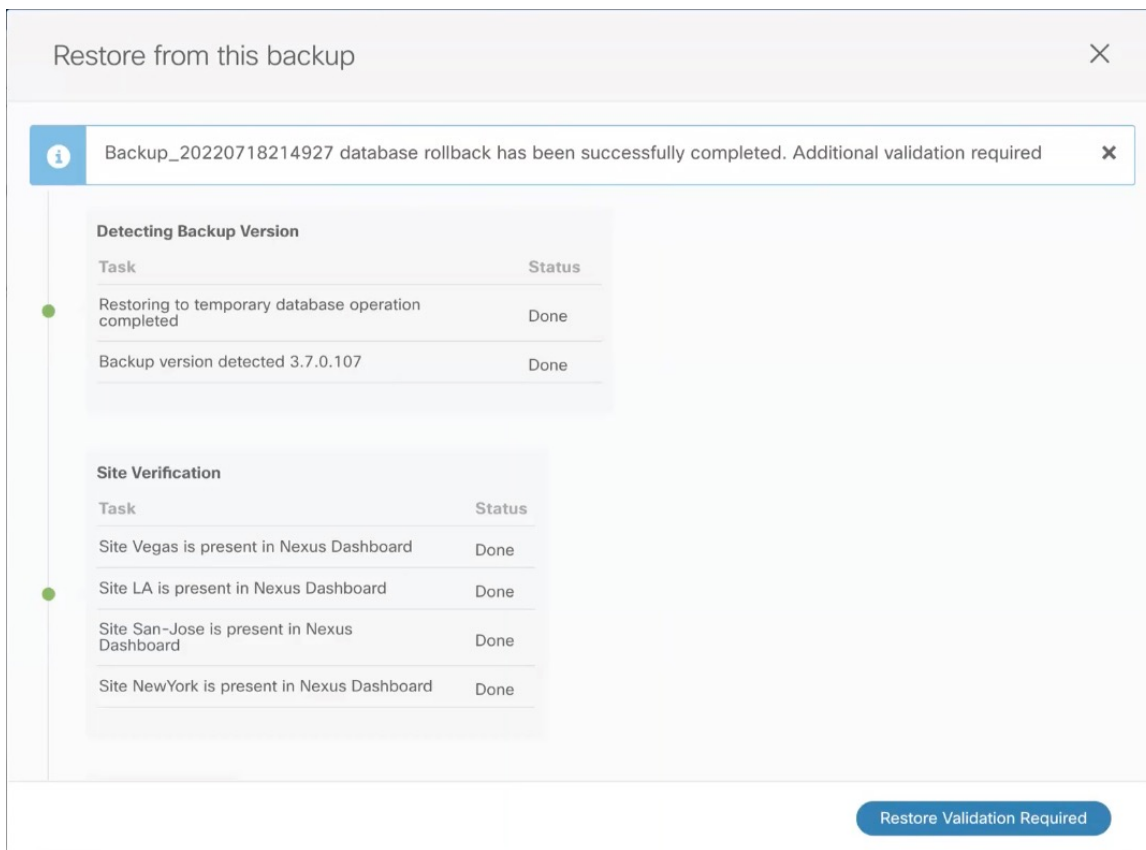 Restore from this backup
Backup_20220718214927 database rollback has been successfully completed. Additional validation required
Detecting Backup Version
Task Status
Restoring to temporary database operation
completed Done
Backup version detected 3.7.0.107 Done
Site Verification
Task Status
Site Vegas is present in Nexus Dashboard Done
Site LA is present in Nexus Dashboard Done
Site San-Jose is present in Nexus
Dashboard Done
Site NewYork is present in Nexus Dashboard Done
Restore Validation Required